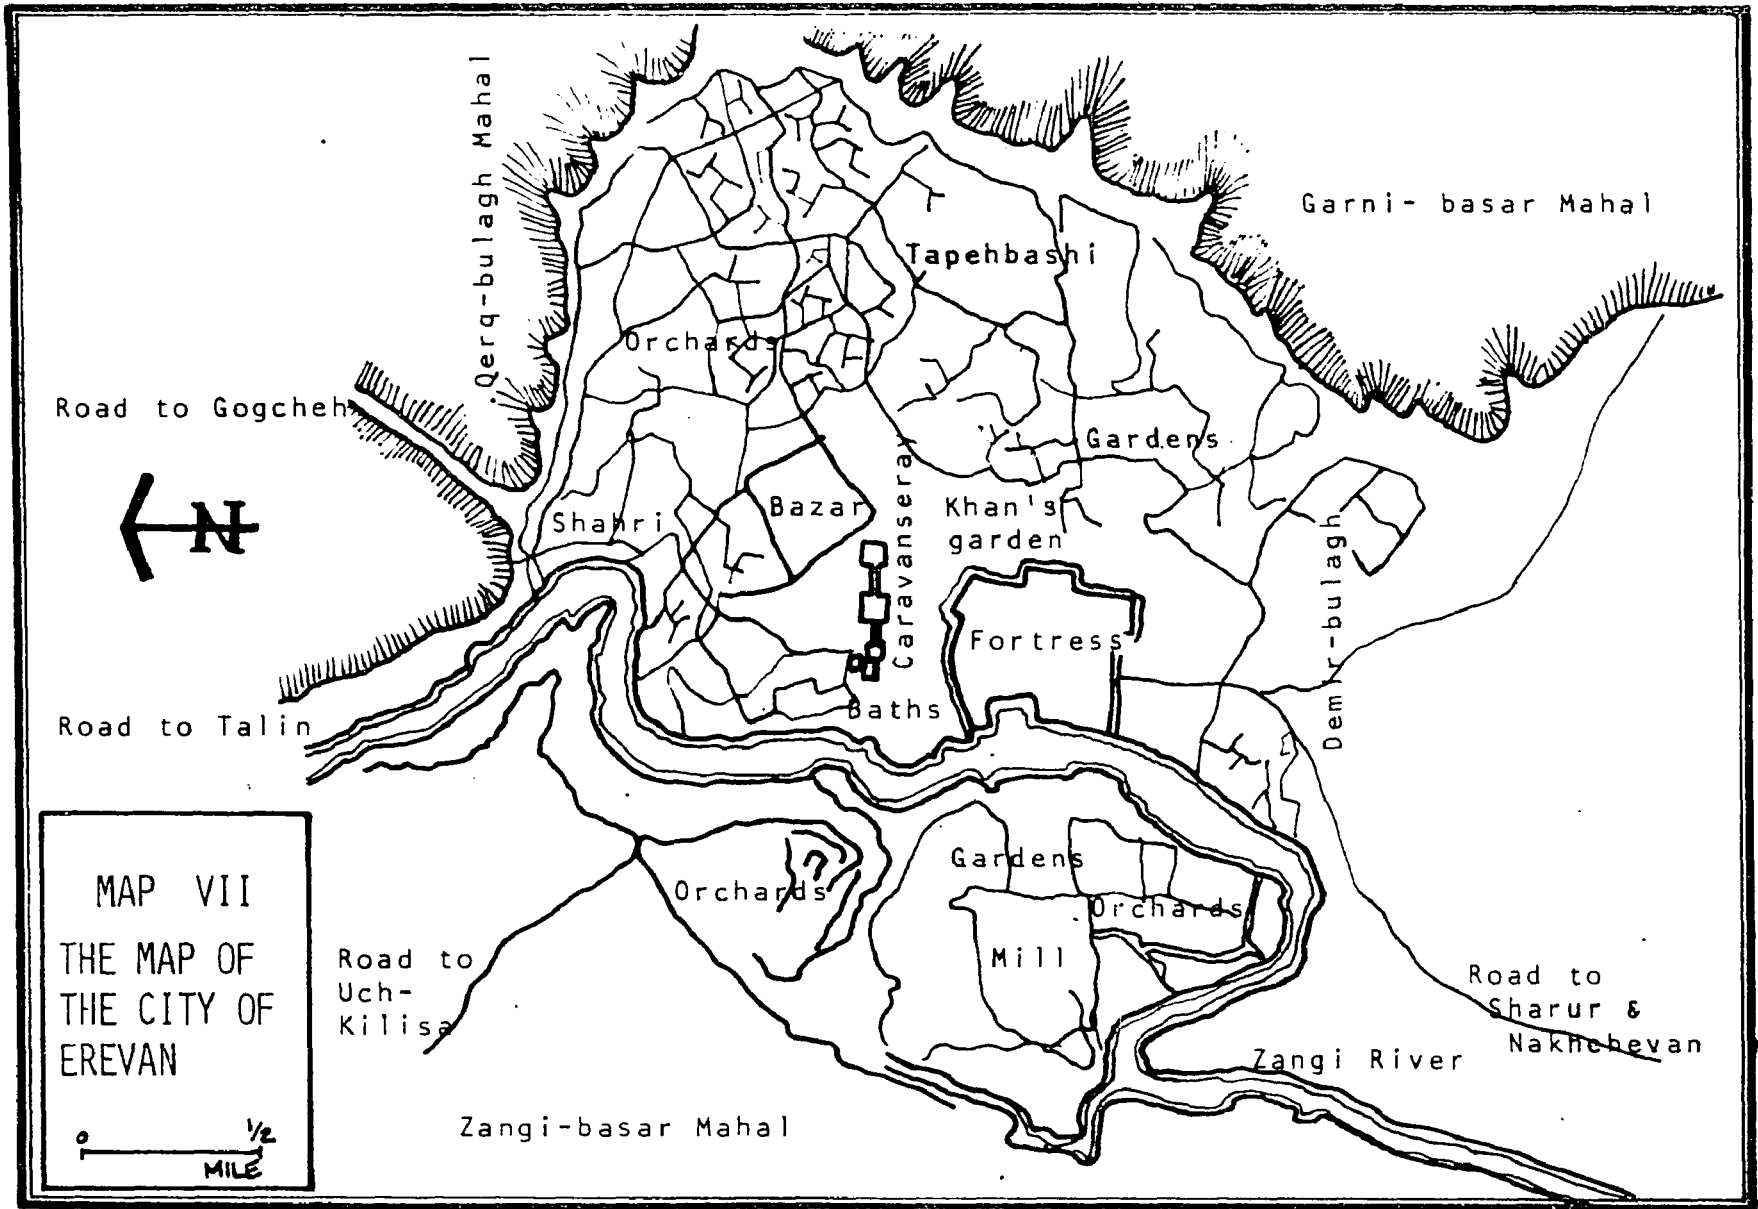 Qerq-bulagh Mahal
Garni- basar Mahal
Tapehbashi
Orchards
Road to Gogcheh
Gardens
Caravanseray
N
Shahri
Bazar
Khan's
garden
Demir-bulagh
Fortress
Baths
Road to Talin
Gardens
Orchards
Orchards
Mill
Road to
Uch-
Kilisa
Road to
Sharur &
Nakhchevan
Zangi River
Zangi-basar Mahal
MAP VII
THE MAP OF
THE CITY OF
EREVAN
0 1/2
MILE